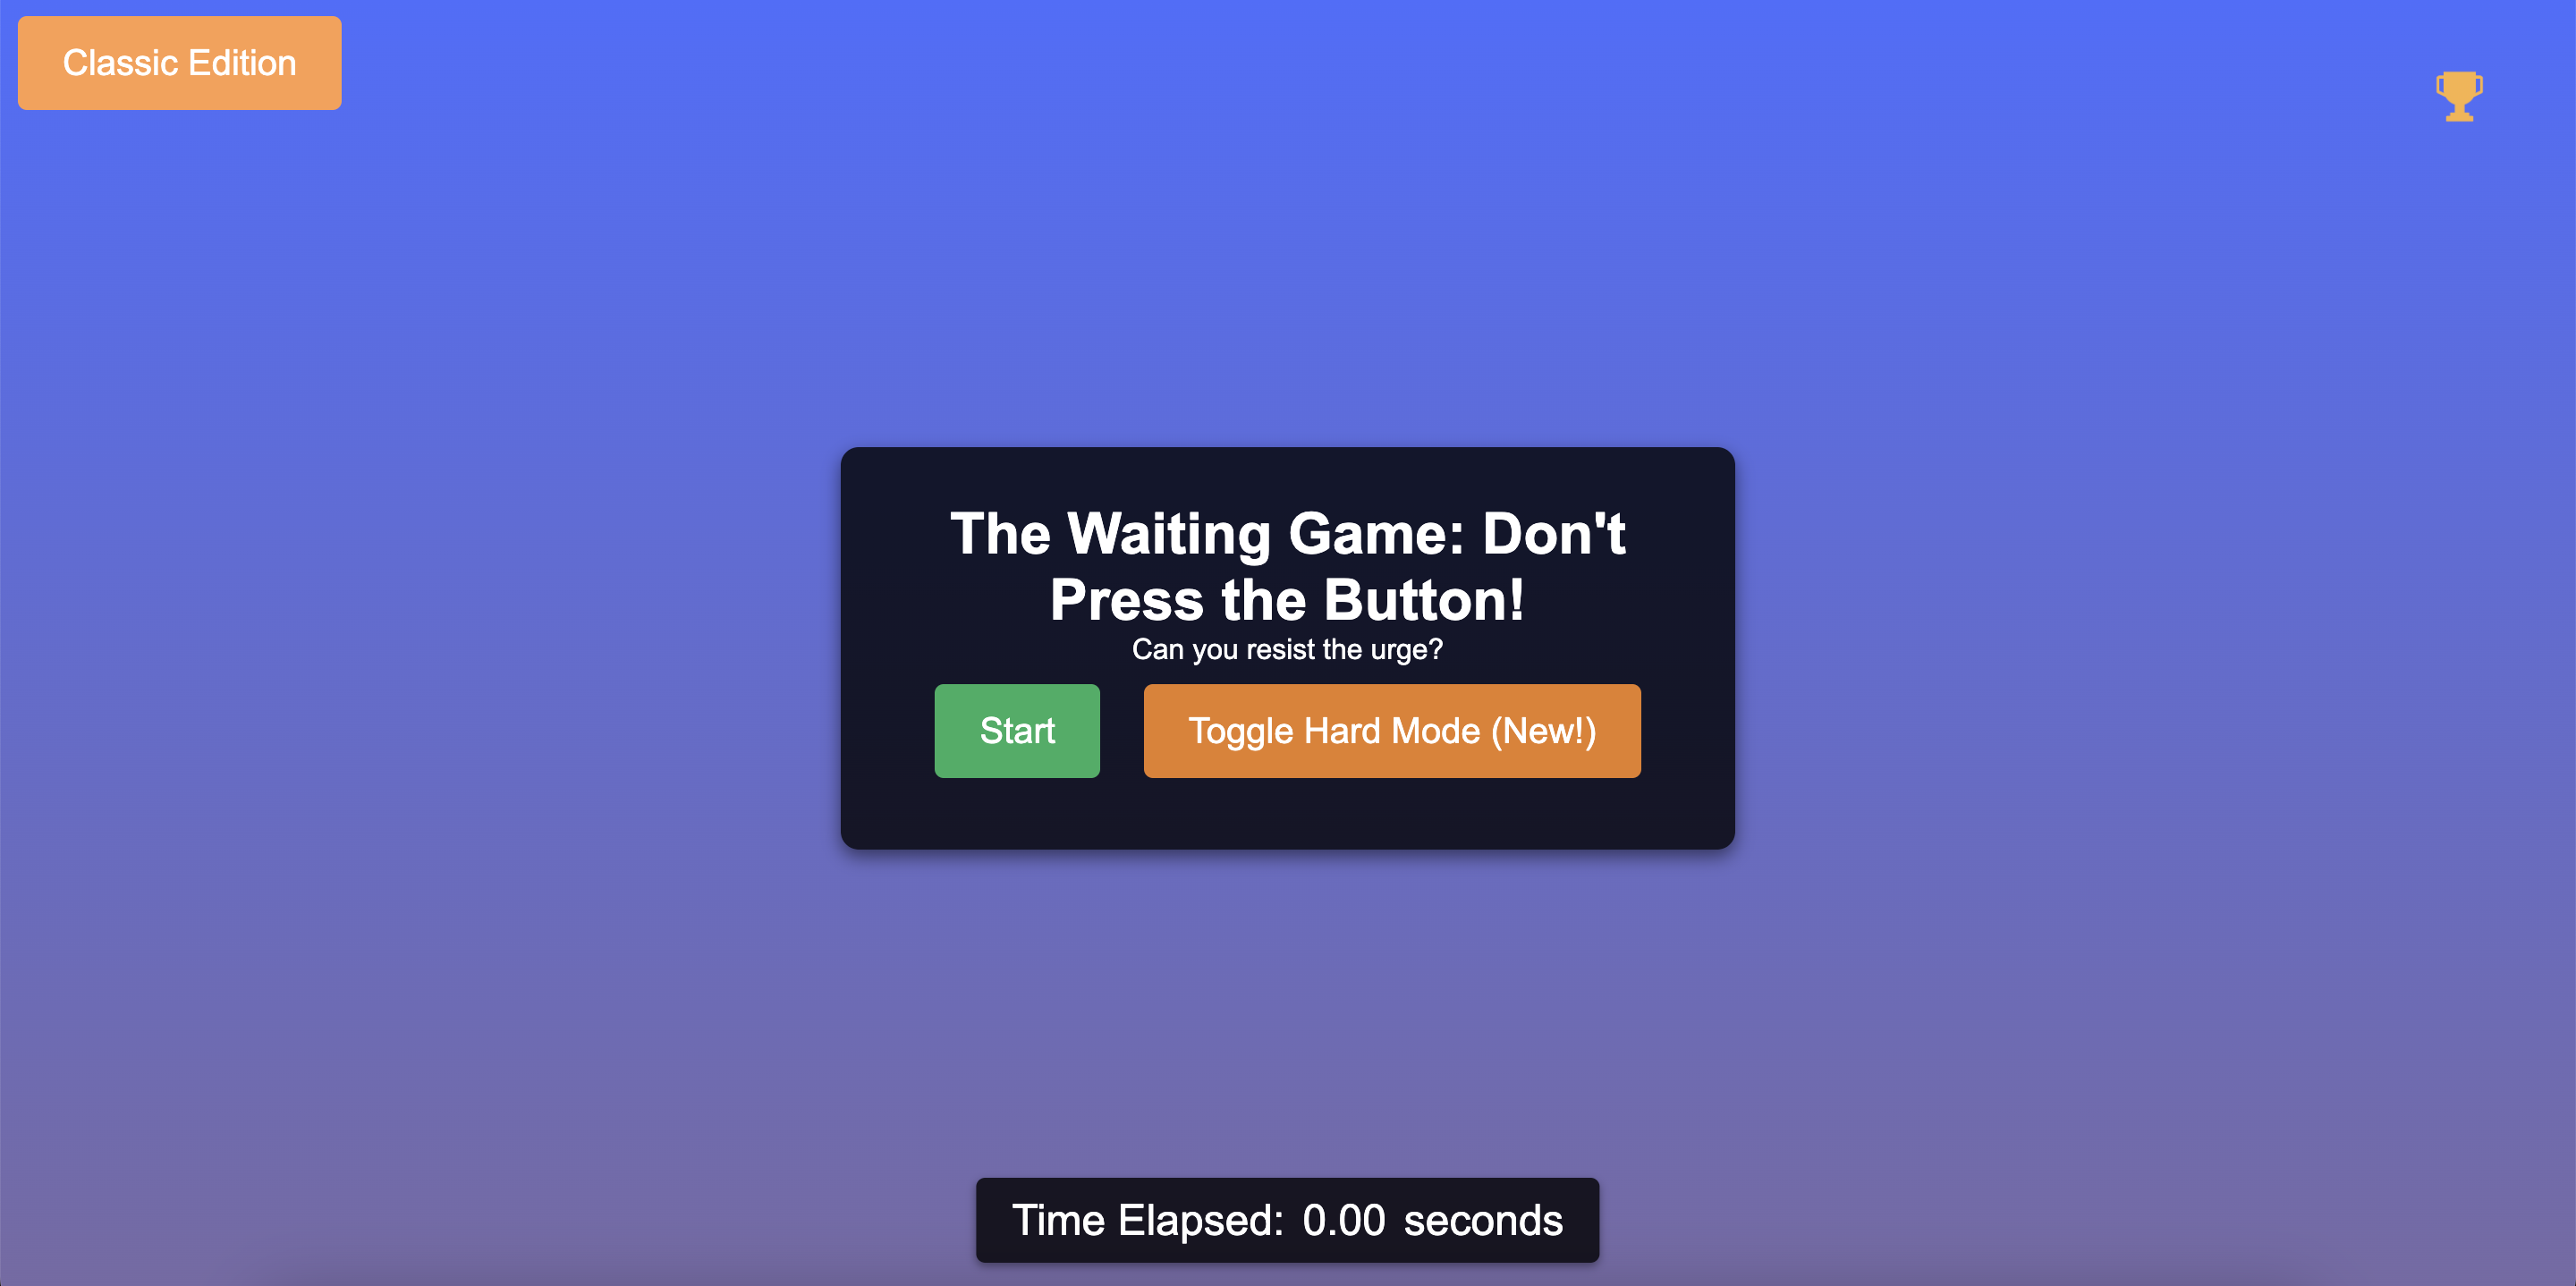 Classic Edition
The Waiting Game: Don't
Press the Button!
Can you resist the urge?
Start
Toggle Hard Mode (New!)
Time Elapsed: 0.00 seconds